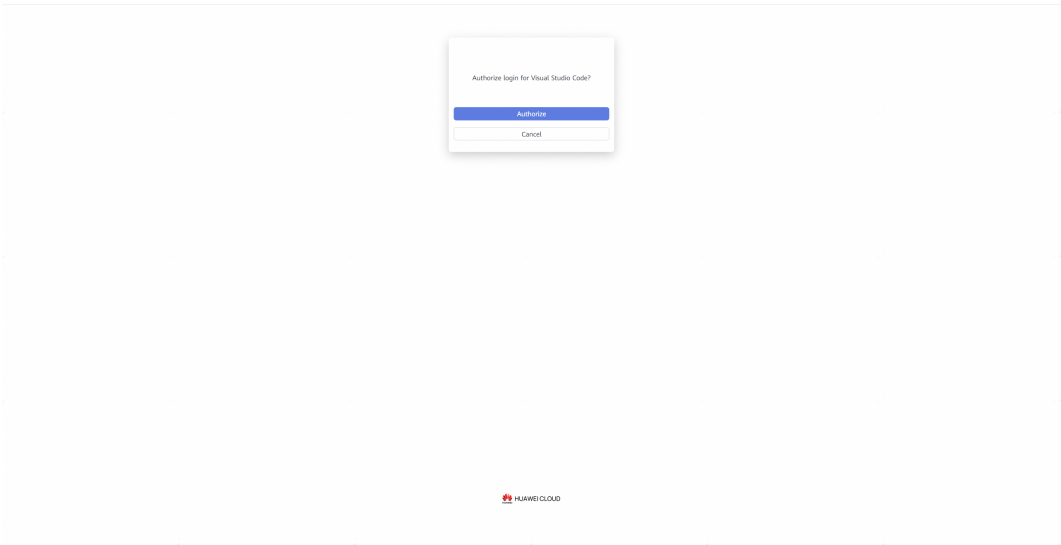 Authorize login for Visual Studio Code?
Authorize
Cancel
HUAWEI CLOUD